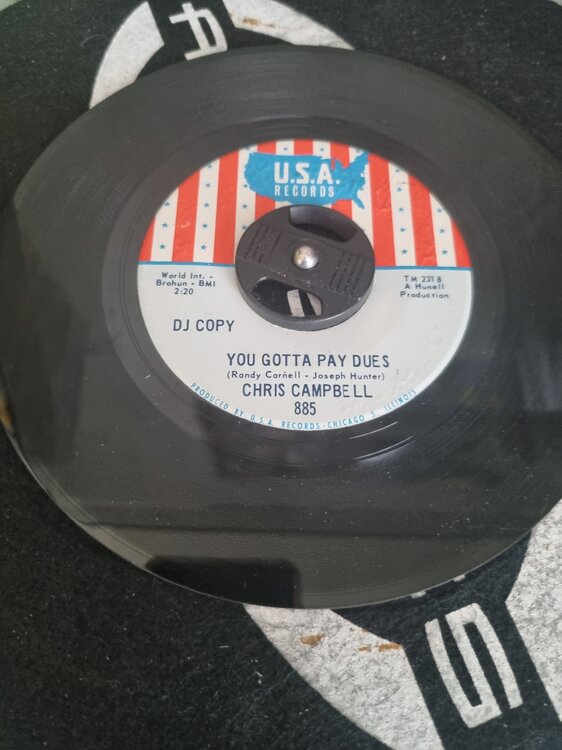 U.S.A.
RECORDS
World Int. -
Brohun - BMI
2:20
TM 2318
A Hunell
Production
DJ COPY
YOU GOTTA PAY DUES
(Randy Cornell - Joseph Hunter)
CHRIS CAMPBELL
885
PRODUCED BY U.S.A. RECORDS - CHICAGO 5, ILLINOIS